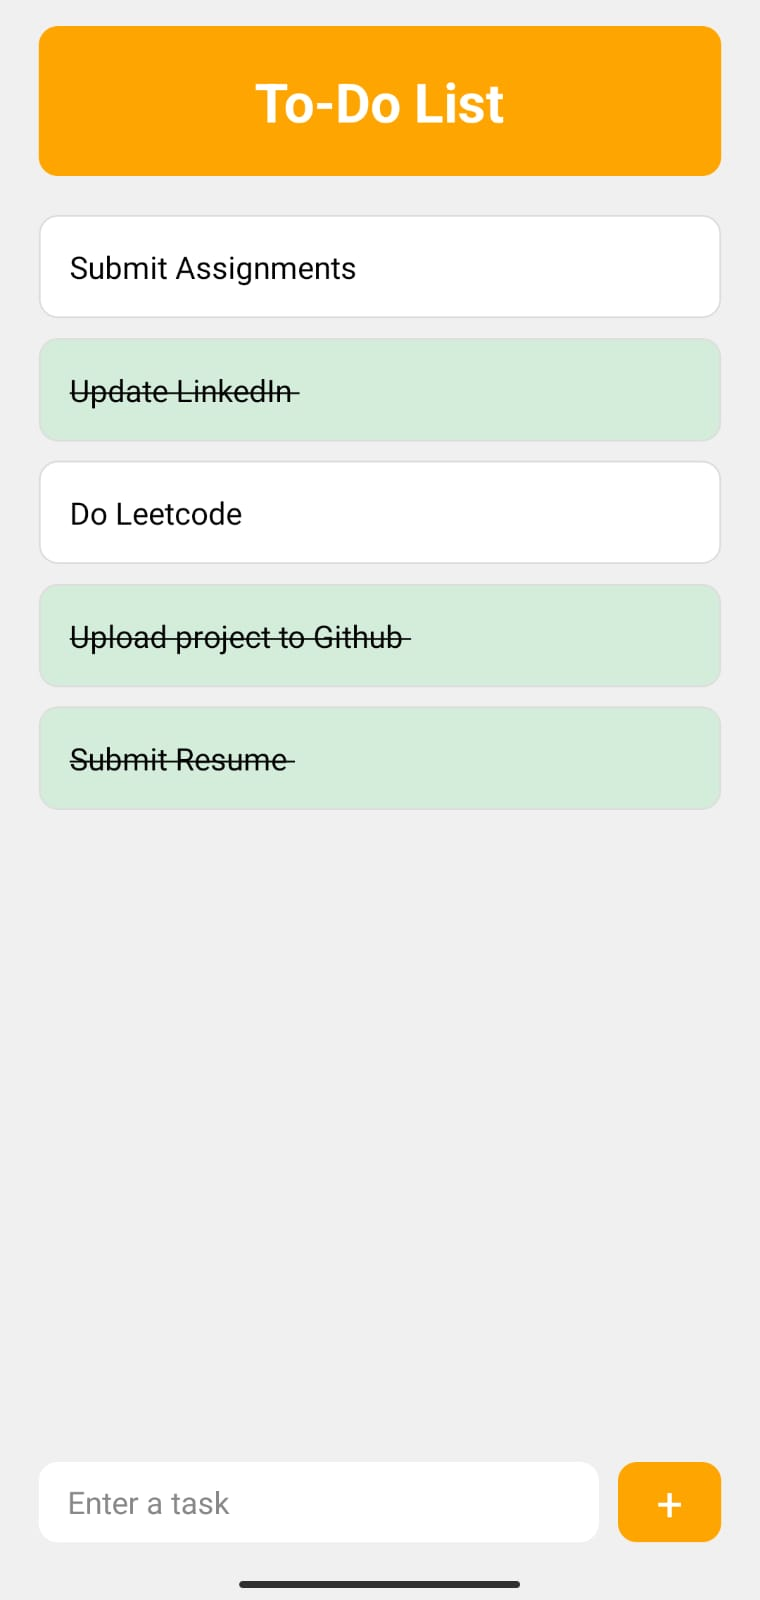 To-Do List
Submit Assignments
Update LinkedIn
Do Leetcode
Upload project to Github
Submit Resume
Enter a task
+